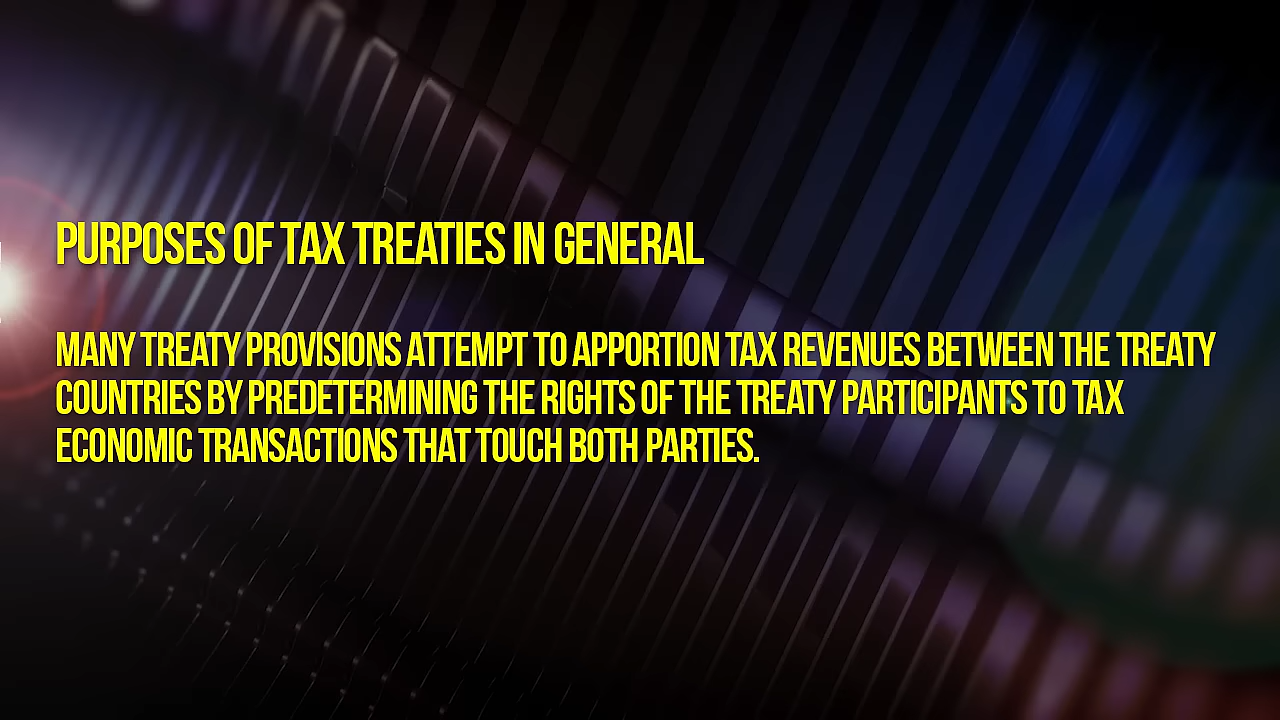 PURPOSES OF TAX TREATIES IN GENERAL
MANY TREATY PROVISIONS ATTEMPT TO APPORTION TAX REVENUES BETWEEN THE TREATY
COUNTRIES BY PREDETERMINING THE RIGHTS OF THE TREATY PARTICIPANTS TO TAX
ECONOMIC TRANSACTIONS THAT TOUCH BOTH PARTIES.